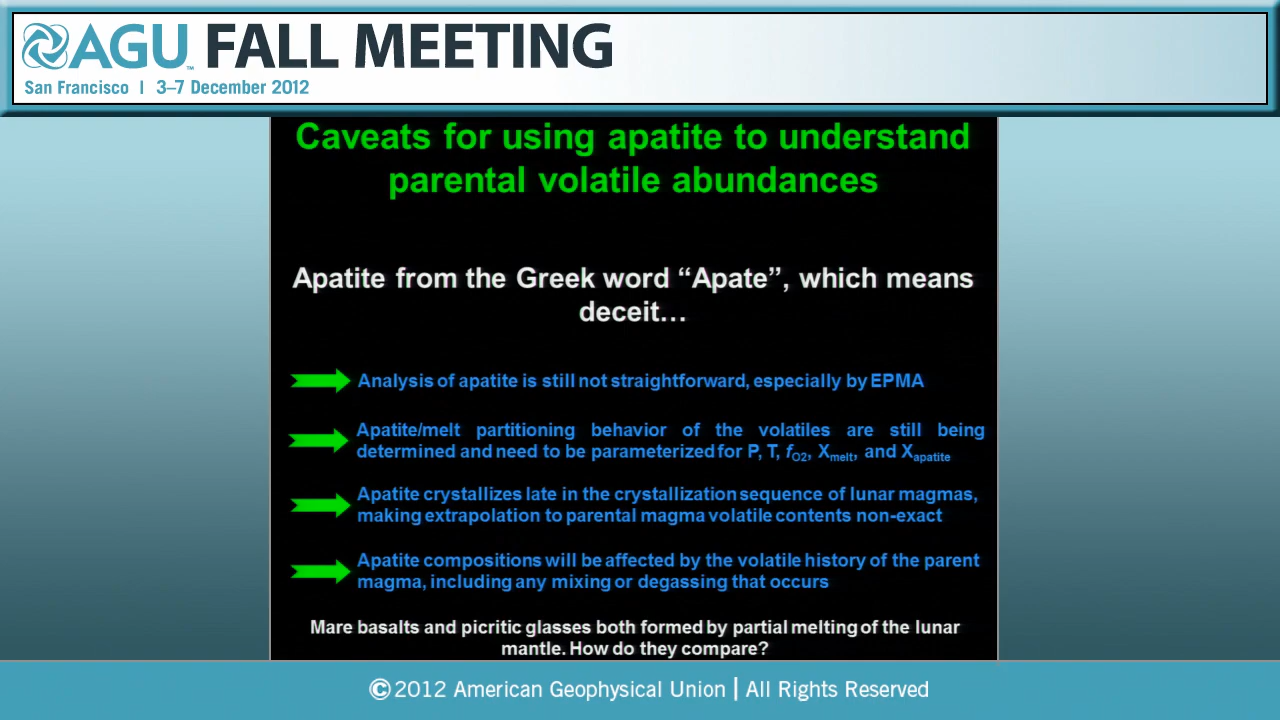 AGU™ FALL MEETING
San Francisco | 3–7 December 2012
Caveats for using apatite to understand
parental volatile abundances
Apatite from the Greek word “Apate”, which means
deceit…
Analysis of apatite is still not straightforward, especially by EPMA
Apatite/melt partitioning behavior of the volatiles are still being
determined and need to be parameterized for P, T, fO2, Xmelt, and Xapatite
Apatite crystallizes late in the crystallization sequence of lunar magmas,
making extrapolation to parental magma volatile contents non-exact
Apatite compositions will be affected by the volatile history of the parent
magma, including any mixing or degassing that occurs
Mare basalts and picritic glasses both formed by partial melting of the lunar
mantle. How do they compare?
©2012 American Geophysical Union | All Rights Reserved